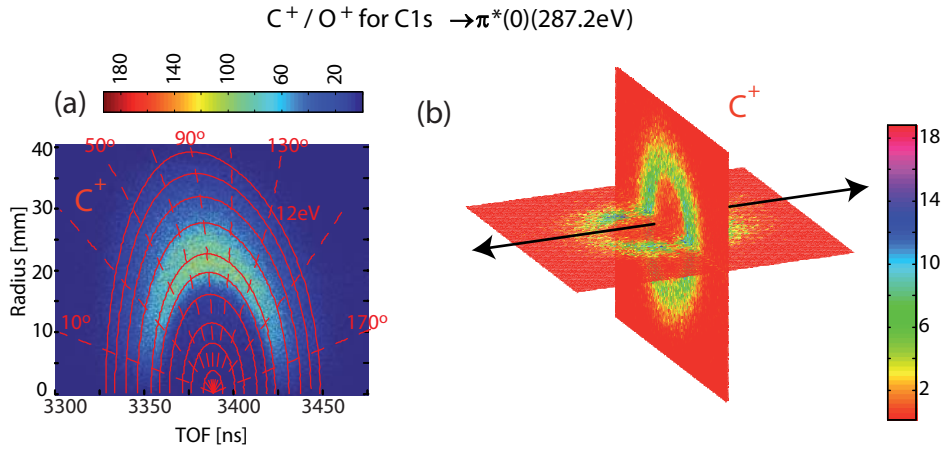 C+ / O+ for C1s →π*(0)(287.2eV)
180 140 100 60 20
(a)
(b)
C+
50º 90º 130º
C+
12eV
10º 170º
40
30
20
10
0
Radius [mm]
3300 3350 3400 3450
TOF [ns]
18
14
10
6
2